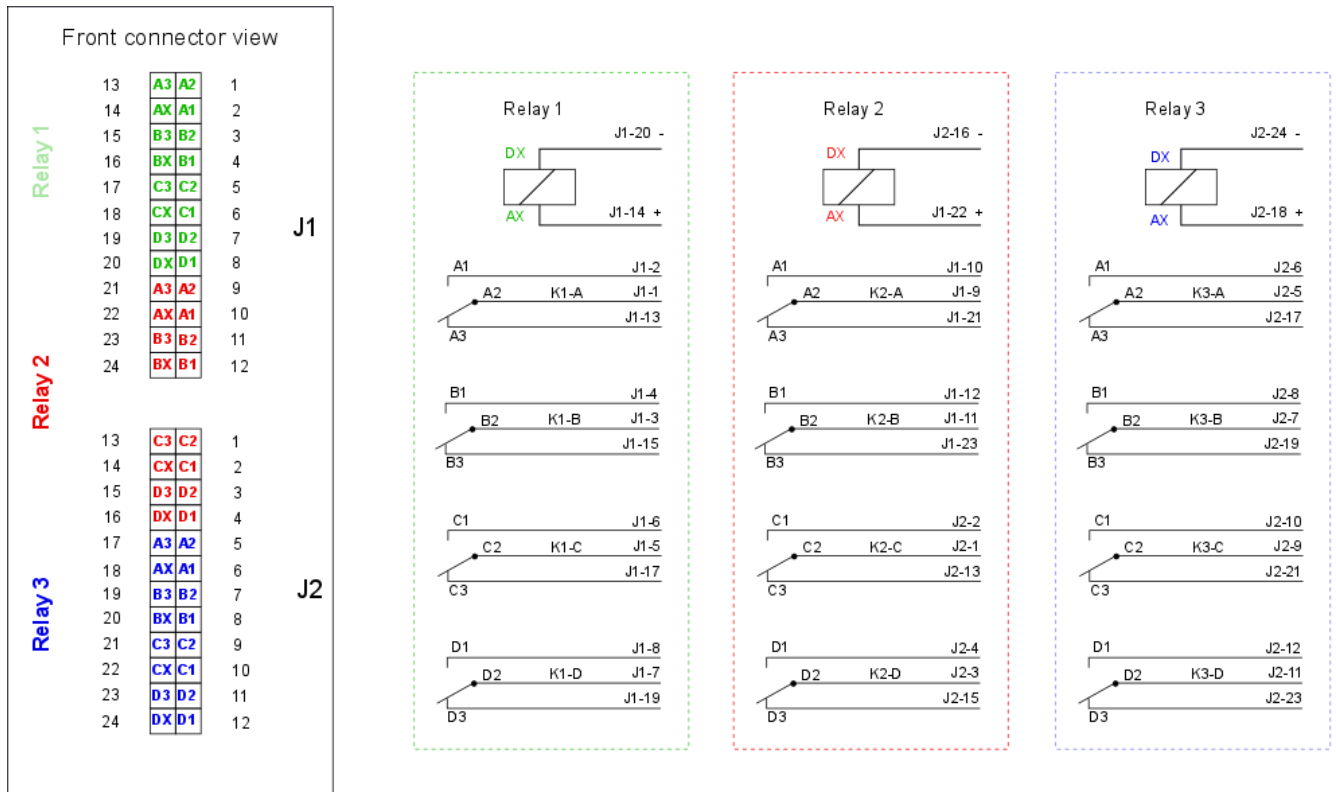 Front connector view
13 A3 A2 1
14 AX A1 2
15 B3 B2 3
16 BX B1 4
17 C3 C2 5
18 CX C1 6
19 D3 D2 7
20 DX D1 8
21 A3 A2 9
22 AX A1 10
23 B3 B2 11
24 BX B1 12
J1
Relay 1
Relay 2
13 C3 C2 1
14 CX C1 2
15 D3 D2 3
16 DX D1 4
17 A3 A2 5
18 AX A1 6
19 B3 B2 7
20 BX B1 8
21 C3 C2 9
22 CX C1 10
23 D3 D2 11
24 DX D1 12
J2
Relay 3
Relay 1
J1-20 -
DX
AX
J1-14 +
A1 J1-2
A2 K1-A J1-1
J1-13
A3
B1 J1-4
B2 K1-B J1-3
J1-15
B3
C1 J1-6
C2 K1-C J1-5
J1-17
C3
D1 J1-8
D2 K1-D J1-7
J1-19
D3
Relay 2
J2-16 -
DX
AX
J1-22 +
A1 J1-10
A2 K2-A J1-9
J1-21
A3
B1 J1-12
B2 K2-B J1-11
J1-23
B3
C1 J2-2
C2 K2-C J2-1
J2-13
C3
D1 J2-4
D2 K2-D J2-3
J2-15
D3
Relay 3
J2-24 -
DX
AX
J2-18 +
A1 J2-6
A2 K3-A J2-5
J2-17
A3
B1 J2-8
B2 K3-B J2-7
J2-19
B3
C1 J2-10
C2 K3-C J2-9
J2-21
C3
D1 J2-12
D2 K3-D J2-11
J2-23
D3